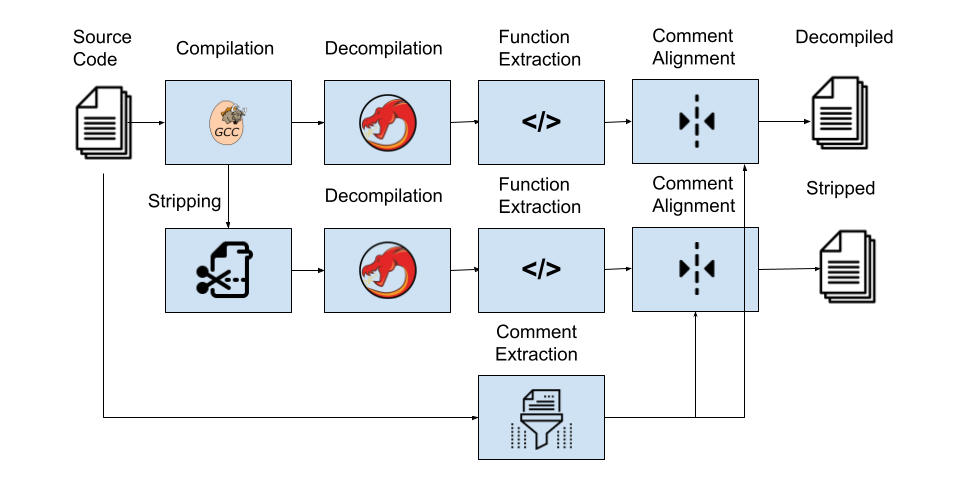 Source
Code
Compilation
Decompilation
Function
Extraction
Comment
Alignment
Decompiled
GCC
</>
Stripping
Decompilation
Function
Extraction
Comment
Alignment
Stripped
</>
Comment
Extraction